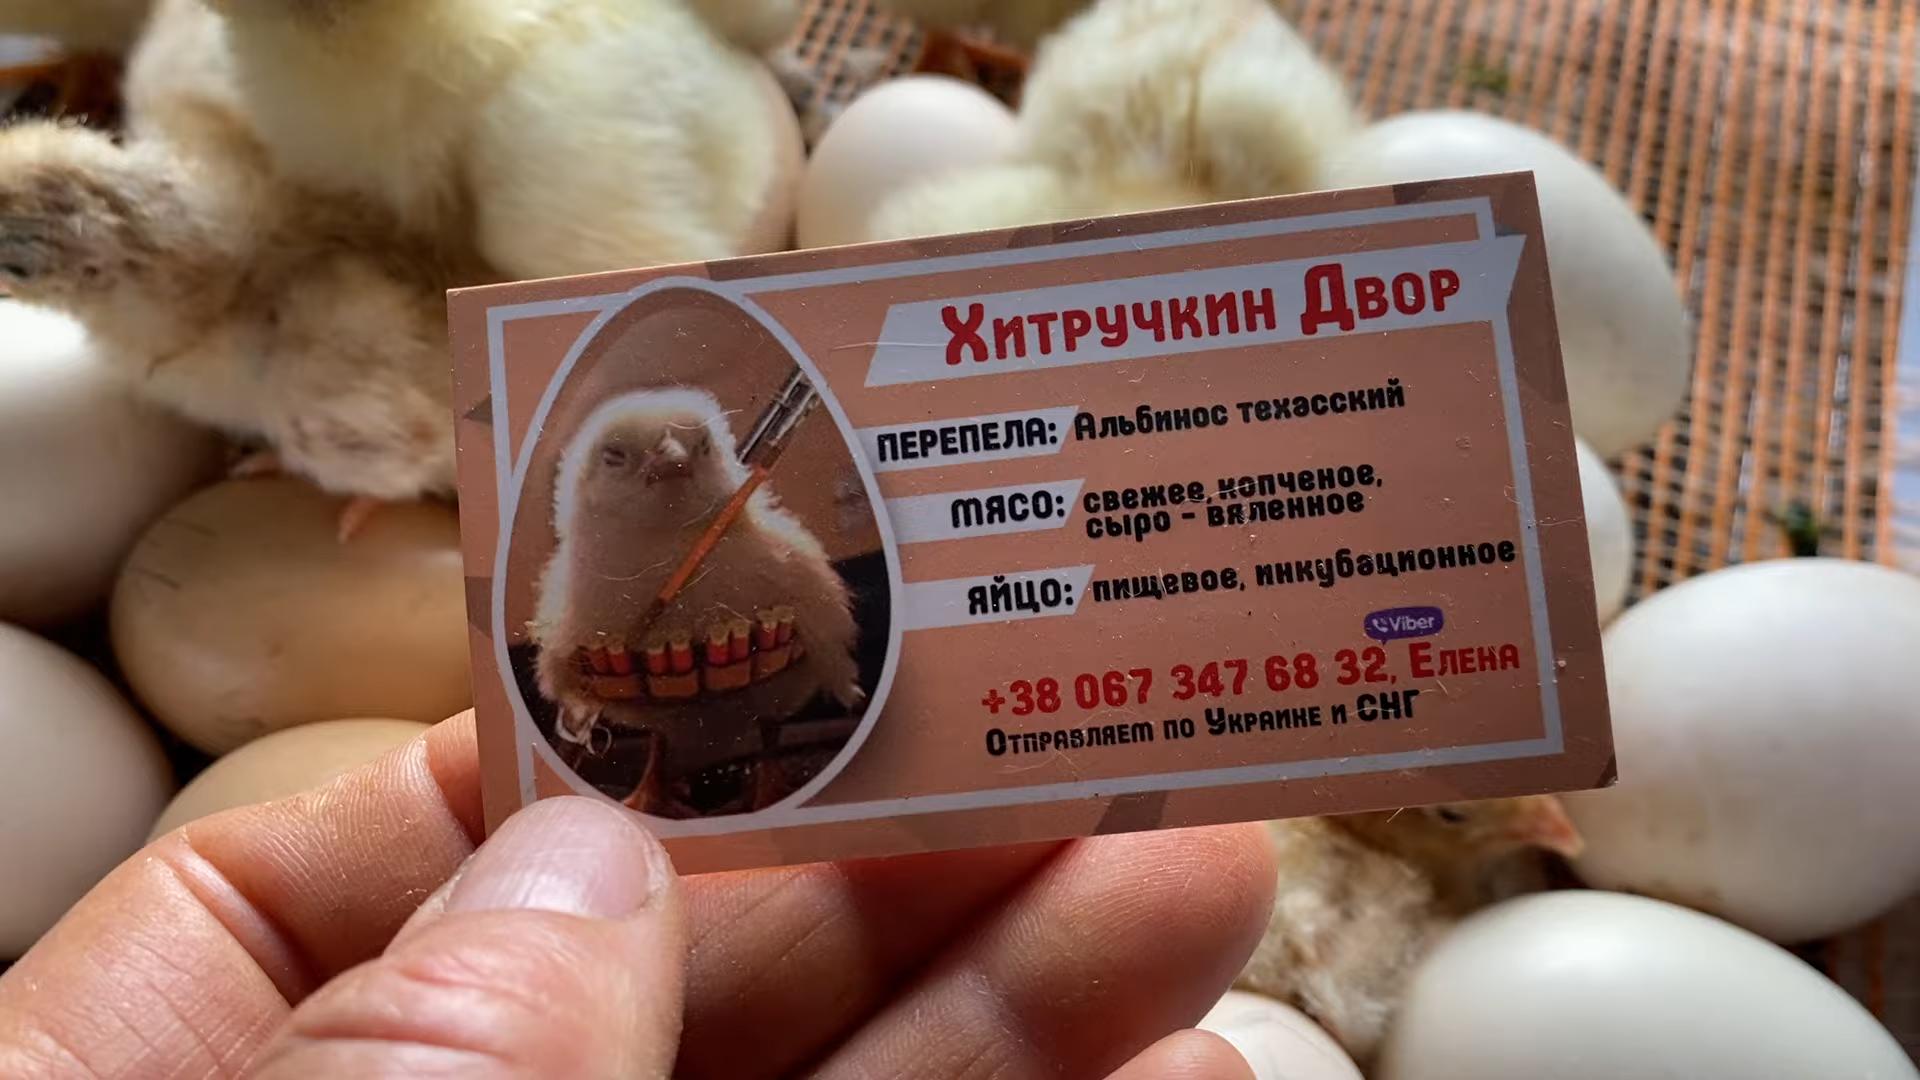 Хитручкин Двор
ПЕРЕПЕЛА: Альбинос техасский
МЯСО: свежее, копченое,
сыро - вяленное
ЯЙЦО: пищевое, инкубационное
Viber
+38 067 347 68 32, Елена
Отправляем по Украине и СНГ